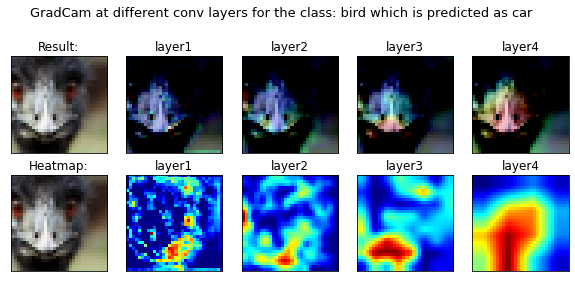 GradCam at different conv layers for the class: bird which is predicted as car
Result: layer1 layer2 layer3 layer4
Heatmap: layer1 layer2 layer3 layer4